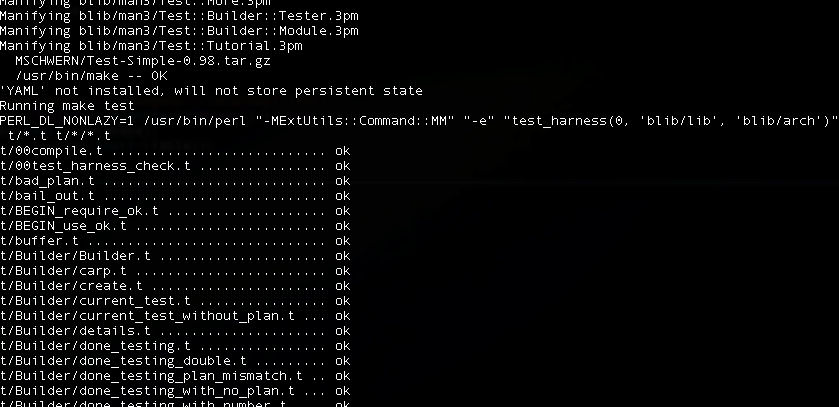 Manifying blib/man3/Test::More.3pm
Manifying blib/man3/Test::Builder::Tester.3pm
Manifying blib/man3/Test::Builder::Module.3pm
Manifying blib/man3/Test::Tutorial.3pm
  MSCHWERN/Test-Simple-0.98.tar.gz
  /usr/bin/make -- OK
'YAML' not installed, will not store persistent state
Running make test
PERL_DL_NONLAZY=1 /usr/bin/perl "-MExtUtils::Command::MM" "-e" "test_harness(0, 'blib/lib', 'blib/arch')"
 t/*.t t/*/*.t
t/00compile.t ............................ ok
t/00test_harness_check.t ................. ok
t/bad_plan.t ............................. ok
t/bail_out.t ............................. ok
t/BEGIN_require_ok.t ..................... ok
t/BEGIN_use_ok.t ......................... ok
t/buffer.t ............................... ok
t/Builder/Builder.t ...................... ok
t/Builder/carp.t ......................... ok
t/Builder/create.t ....................... ok
t/Builder/current_test.t ................. ok
t/Builder/current_test_without_plan.t ... ok
t/Builder/details.t ...................... ok
t/Builder/done_testing.t ................. ok
t/Builder/done_testing_double.t .......... ok
t/Builder/done_testing_plan_mismatch.t .. ok
t/Builder/done_testing_with_no_plan.t ... ok
t/Builder/done_testing_with_number.t .... ok